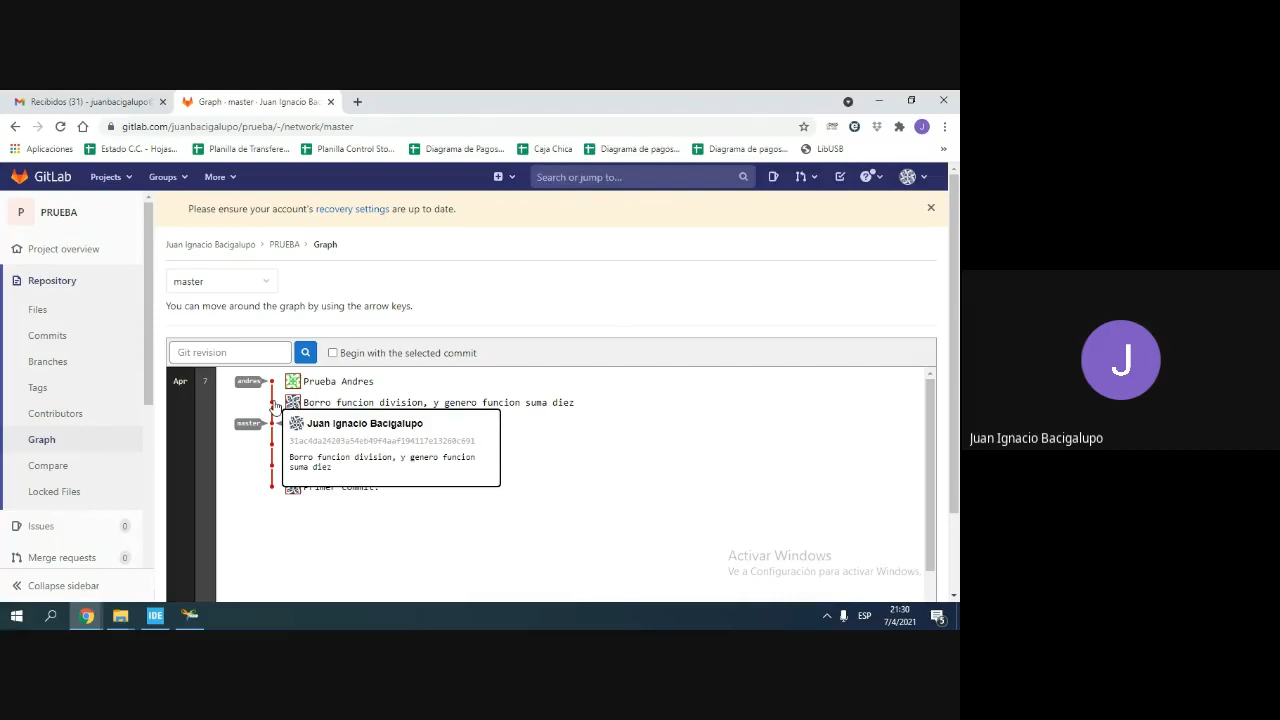 Recibidos (31) - juanbacigalupo
Graph · master · Juan Ignacio Bac
gitlab.com/juanbacigalupo/prueba/-/network/master
Aplicaciones
Estado C.C. - Hojas...
Planilla de Transfere...
Planilla Control Sto...
Diagrama de Pagos...
Caja Chica
Diagrama de pagos...
Diagrama de pagos...
LibUSB
»
GitLab
Projects
Groups
More
Search or jump to...
P
PRUEBA
Please ensure your account's recovery settings are up to date.
Project overview
Juan Ignacio Bacigalupo > PRUEBA > Graph
Repository
master
Files
You can move around the graph by using the arrow keys.
Commits
Git revision
Begin with the selected commit
Branches
Apr
7
andres
Prueba Andres
Tags
Borro funcion division, y genero funcion suma diez
Contributors
master
Juan Ignacio Bacigalupo
Graph
31ac4da24203a54eb49f4aaf194117e13260c691
Borro funcion division, y genero funcion
suma diez
Compare
Primer commit.
Locked Files
Issues
0
Merge requests
0
Activar Windows
Ve a Configuración para activar Windows.
Collapse sidebar
IDE
ESP
21:30
7/4/2021
5
J
J
Juan Ignacio Bacigalupo